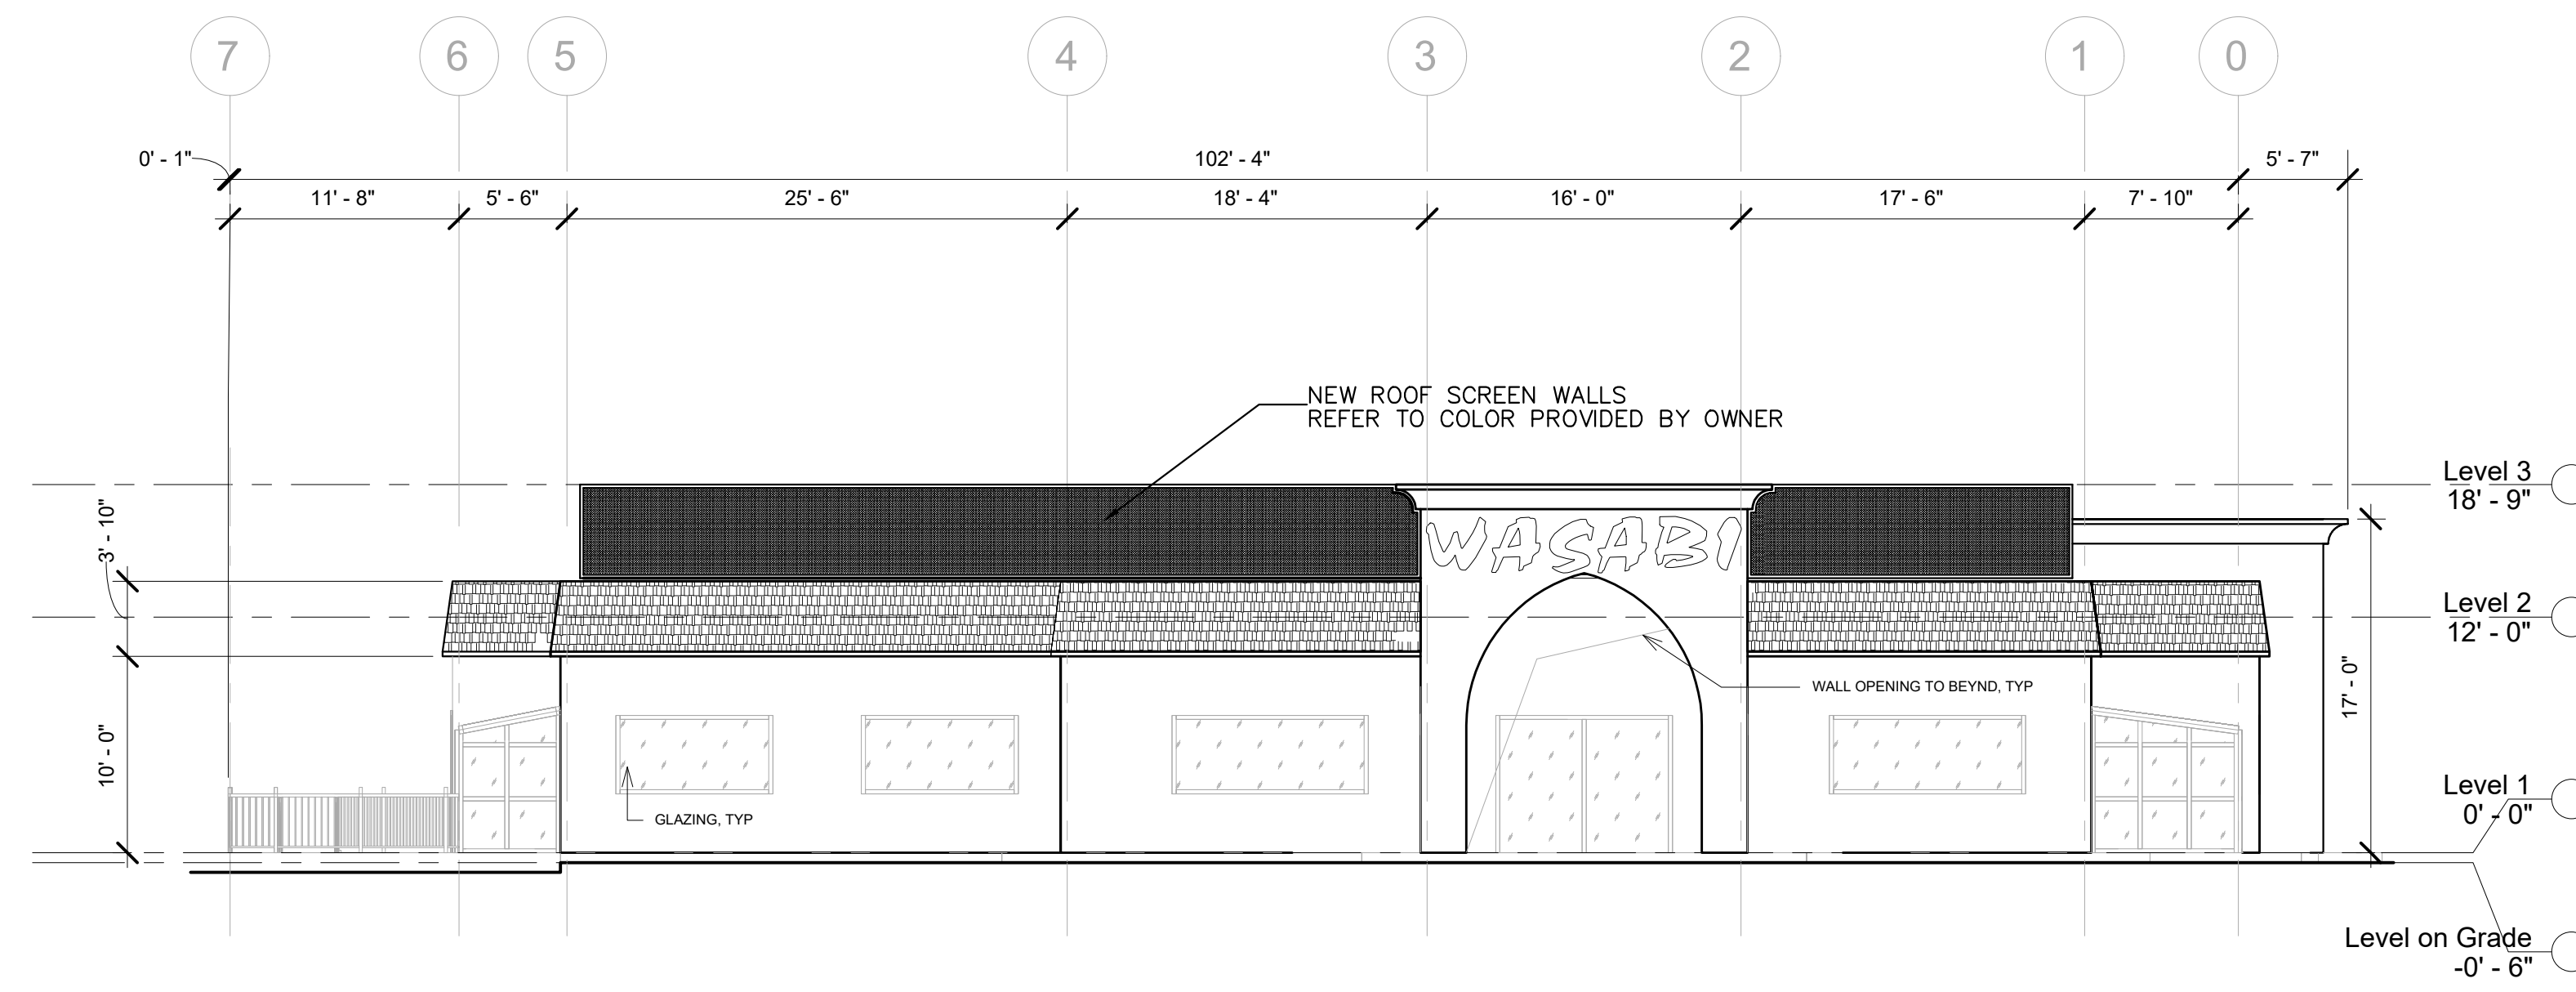 7 6 5 4 3 2 1 0
0' - 1" 102' - 4" 5' - 7"
11' - 8" 5' - 6" 25' - 6" 18' - 4" 16' - 0" 17' - 6" 7' - 10"
NEW ROOF SCREEN WALLS
REFER TO COLOR PROVIDED BY OWNER
Level 3
18' - 9"
3' - 10"
WASABI
Level 2
12' - 0"
WALL OPENING TO BEYND, TYP
17' - 0"
10' - 0"
GLAZING, TYP
Level 1
0' - 0"
Level on Grade
-0' - 6"